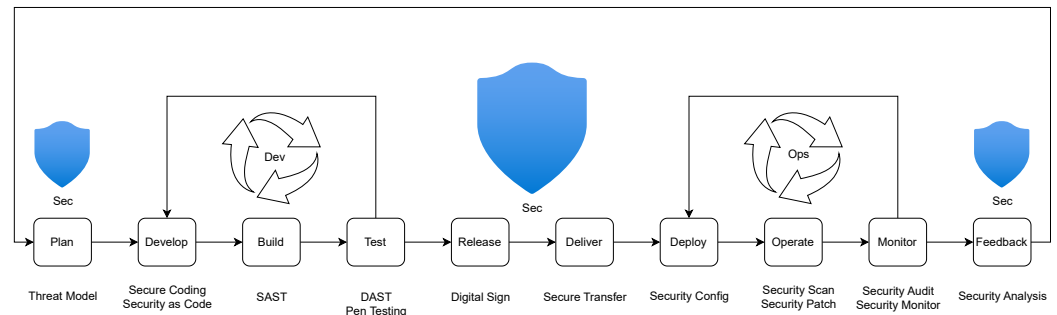 Dev
Ops
Sec
Sec
Sec
Plan
Develop
Build
Test
Release
Deliver
Deploy
Operate
Monitor
Feedback
Threat Model
Secure Coding
Security as Code
SAST
DAST
Pen Testing
Digital Sign
Secure Transfer
Security Config
Security Scan
Security Patch
Security Audit
Security Monitor
Security Analysis